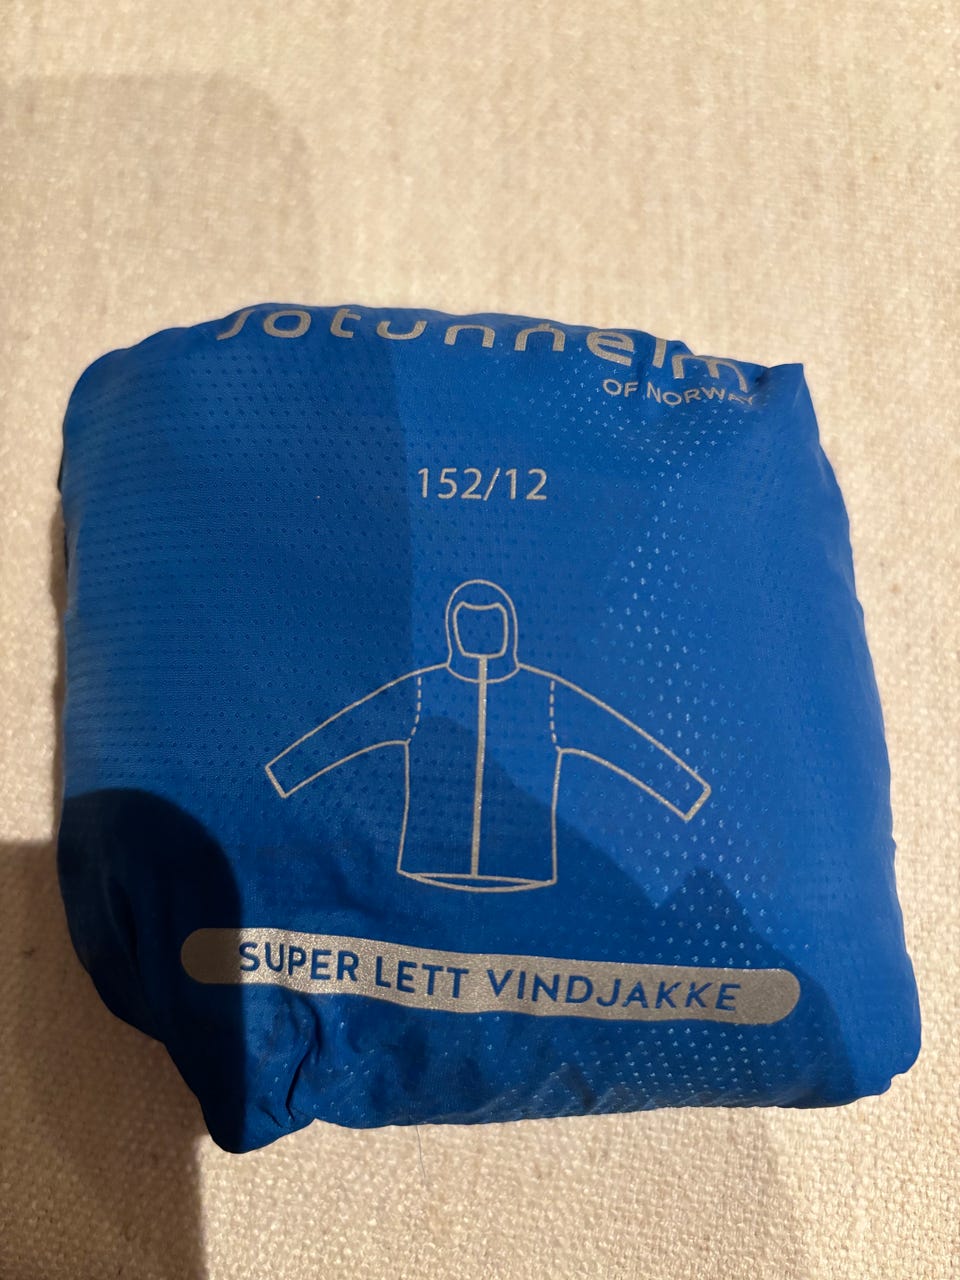 Jotunheim
OF NORWAY
152/12
SUPER LETT VINDJAKKE